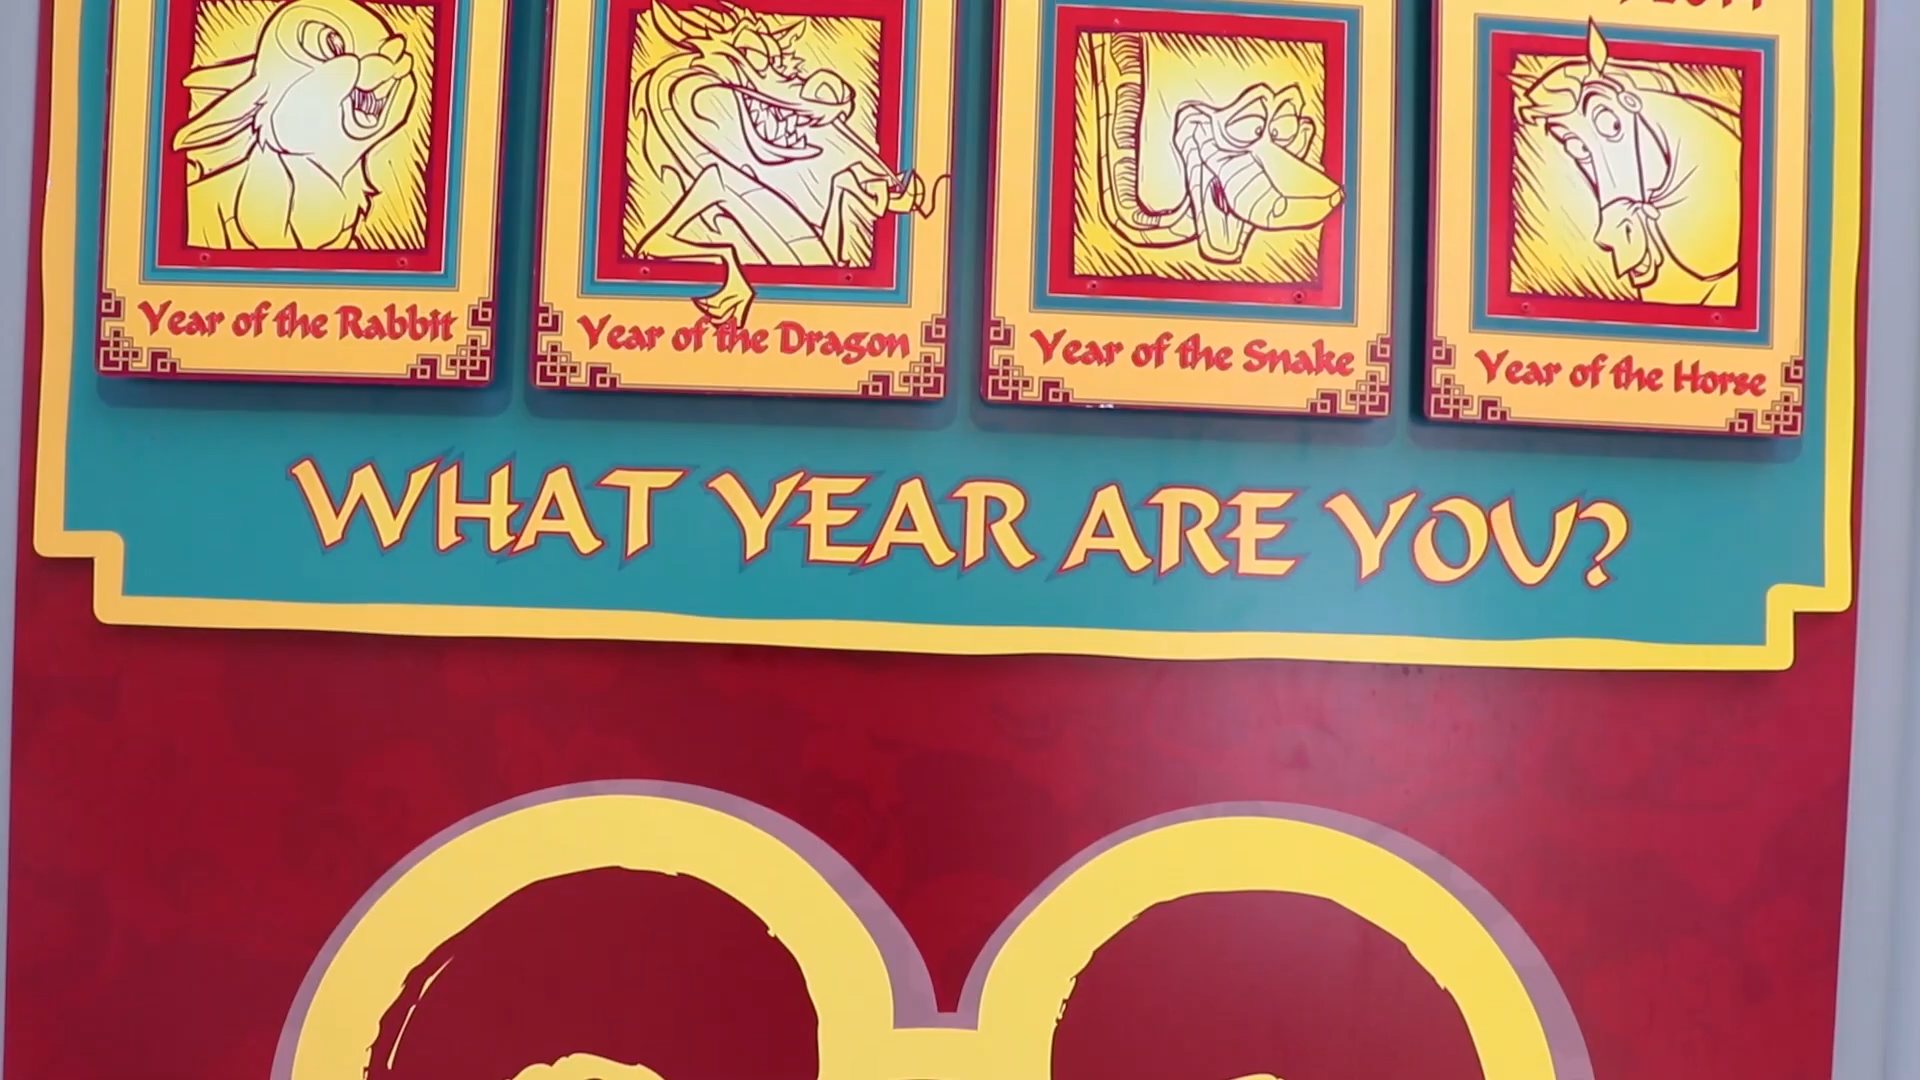 Year of the Rabbit
Year of the Dragon
Year of the Snake
Year of the Horse
WHAT YEAR ARE YOU?